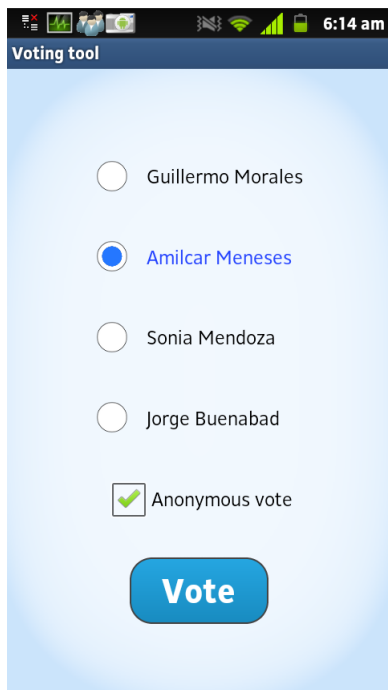 6:14 am
Voting tool
Guillermo Morales
Amilcar Meneses
Sonia Mendoza
Jorge Buenabad
Anonymous vote
Vote